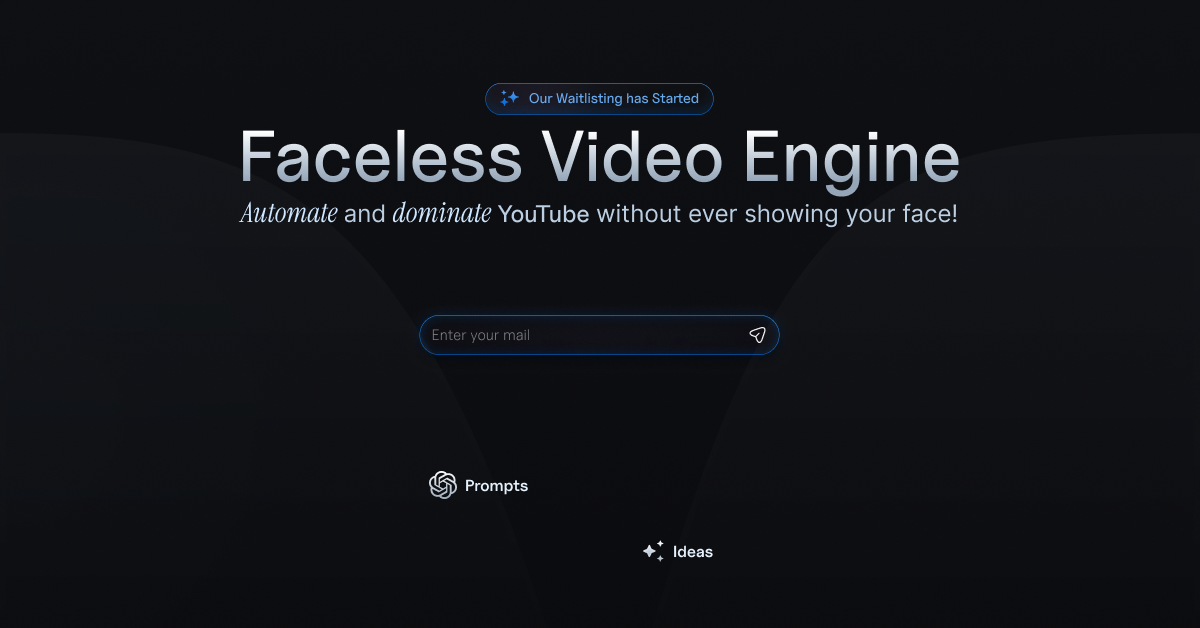 Our Waitlisting has Started
Faceless Video Engine
Automate and dominate YouTube without ever showing your face!
Enter your mail
Prompts
Ideas